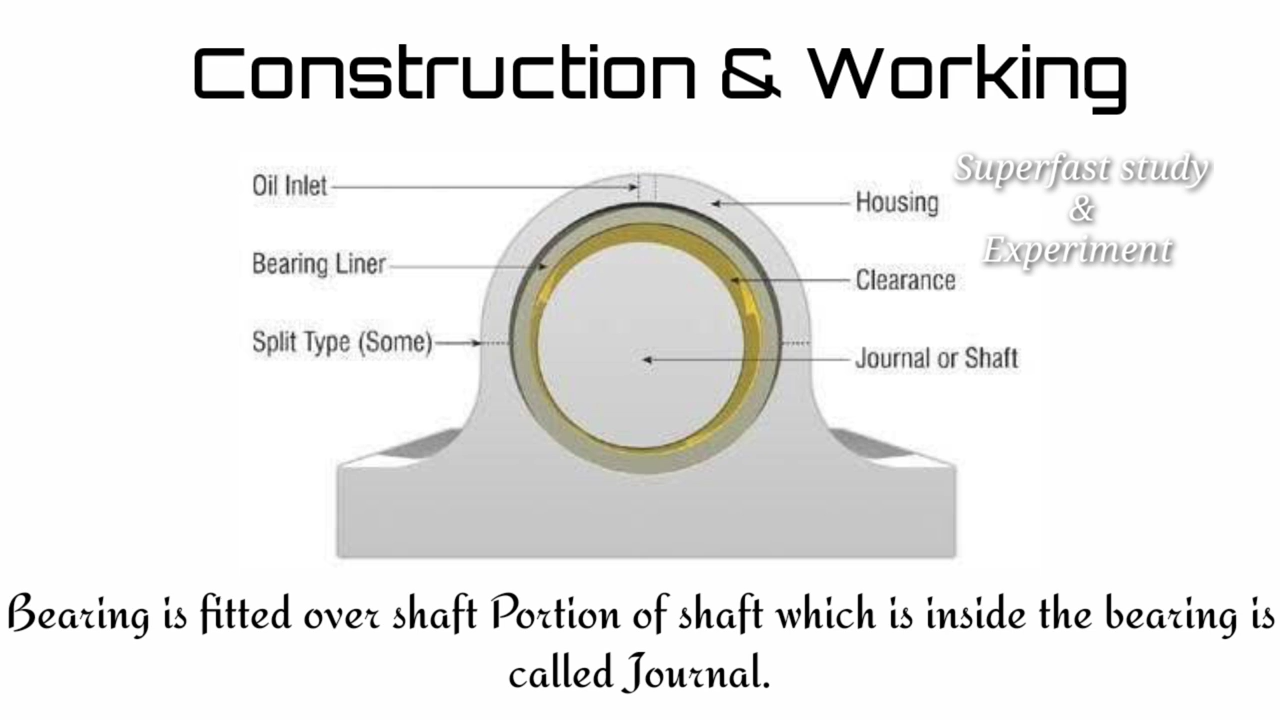 Construction & Working
Superfast study
&
Experiment
Oil Inlet
Housing
Bearing Liner
Clearance
Split Type (Some)
Journal or Shaft
Bearing is fitted over shaft Portion of shaft which is inside the bearing is
called Journal.